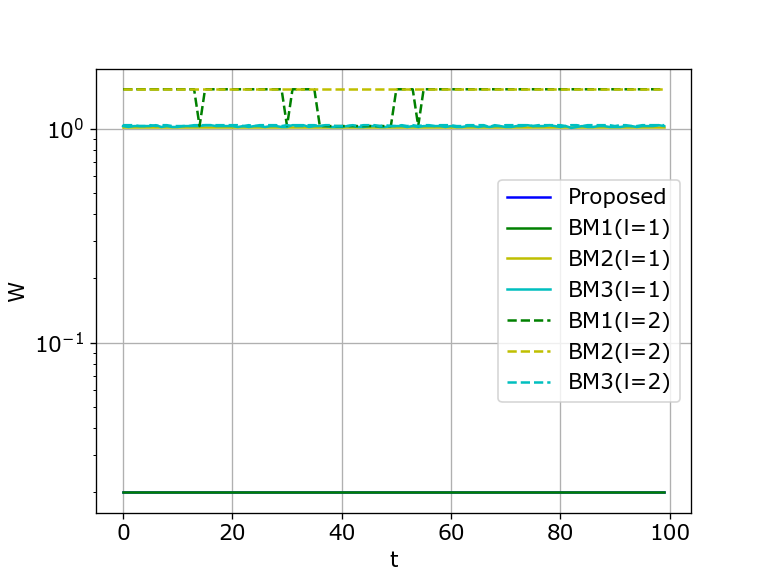 10^0
10^-1
W
0 20 40 60 80 100
t
Proposed
BM1(l=1)
BM2(l=1)
BM3(l=1)
BM1(l=2)
BM2(l=2)
BM3(l=2)